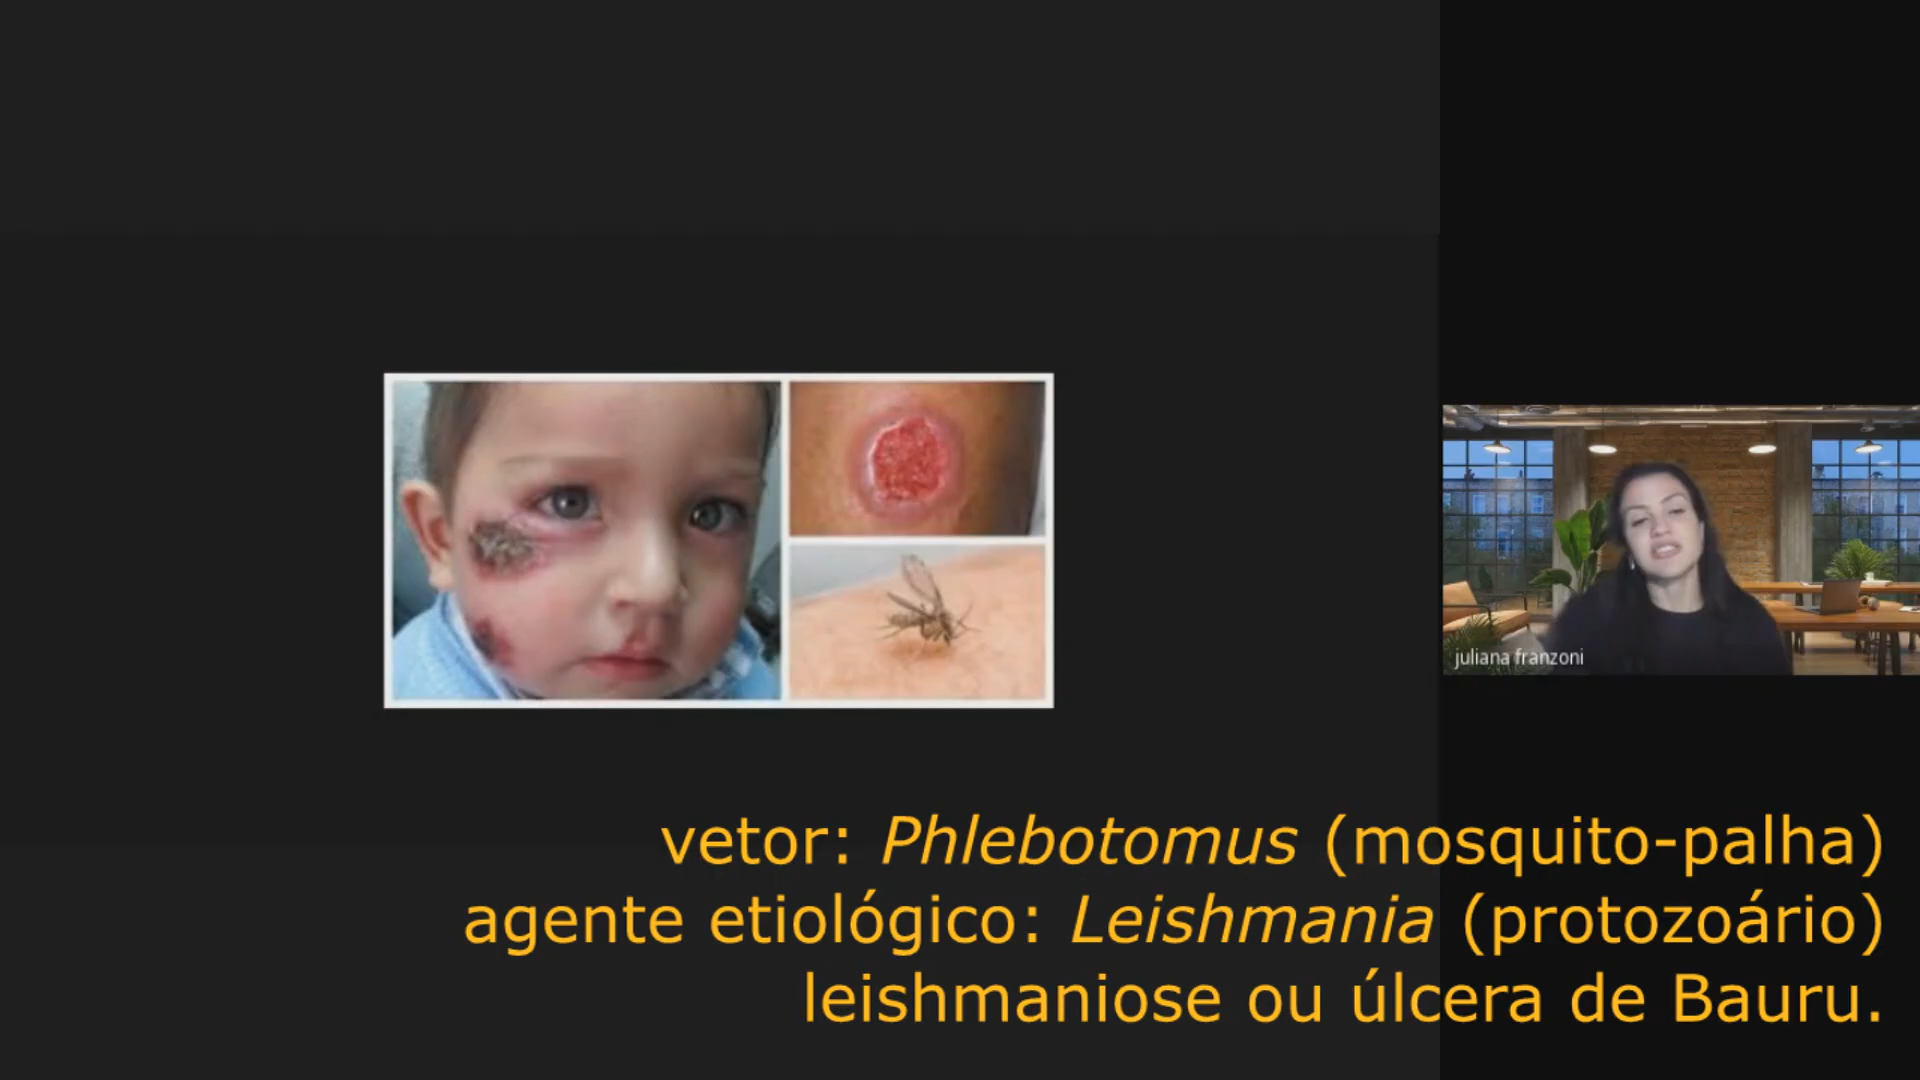 juliana franzoni
vetor: Phlebotomus (mosquito-palha)
agente etiológico: Leishmania (protozoário)
leishmaniose ou úlcera de Bauru.